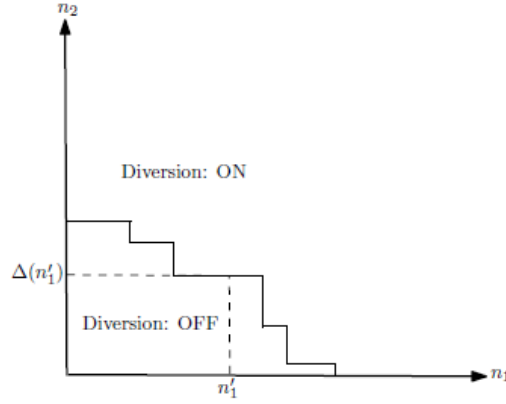 n₂
Diversion: ON
Δ(n′₁)
Diversion: OFF
n′₁
n₁